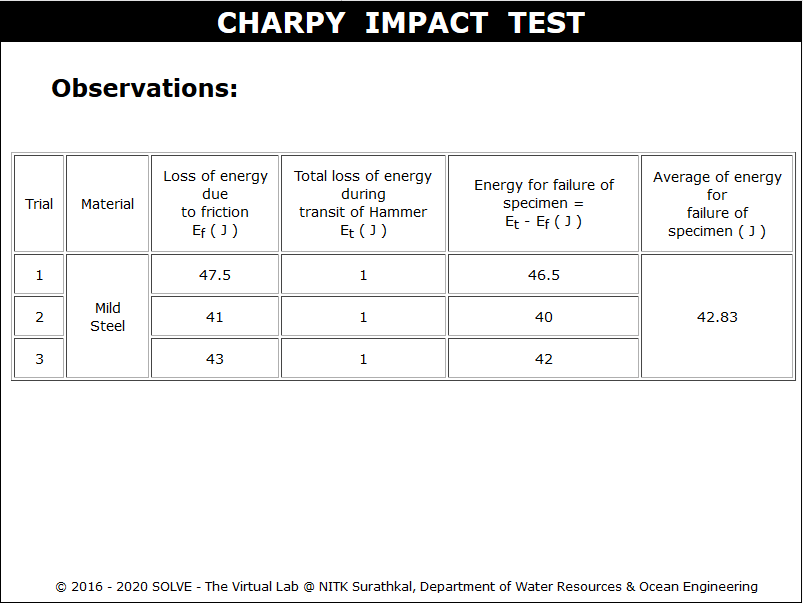 CHARPY IMPACT TEST
Observations:
Trial
Material
Loss of energy
due
to friction
Ef ( J )
Total loss of energy
during
transit of Hammer
Et ( J )
Energy for failure of
specimen =
Et - Ef ( J )
Average of energy
for
failure of
specimen ( J )
1
Mild
Steel
47.5
1
46.5
42.83
2
41
1
40
3
43
1
42
© 2016 - 2020 SOLVE - The Virtual Lab @ NITK Surathkal, Department of Water Resources & Ocean Engineering